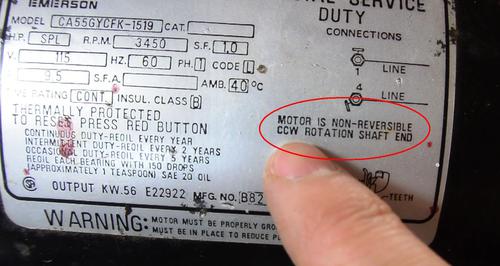 EMERSON
SERVICE
DUTY
MODEL CA55GYCFK-1519 CAT.
H.P. SPL R.P.M. 3450 S.F. 1.0
V. 115 HZ. 60 PH. 1 CODE L
9.5 S.F.A. AMB. 40 °C
RATING CONT. INSUL. CLASS B
THERMALLY PROTECTED
TO RESET PRESS RED BUTTON
CONTINUOUS DUTY-REOIL EVERY YEAR
INTERMITTENT DUTY-REOIL EVERY 2 YEARS
OCCASIONAL DUTY-REOIL EVERY 5 YEARS
REOIL EACH BEARING WITH 150 DROPS
(APPROXIMATELY 1 TEASPOON) SAE 20 OIL
OUTPUT KW.56 E22922 MFG. NO. B82
CONNECTIONS
1 LINE
4 LINE
MOTOR IS NON-REVERSIBLE
CCW ROTATION SHAFT END
-TEETH
WARNING: MOTOR MUST BE PROPERLY
MUST BE IN PLACE TO REDUCE